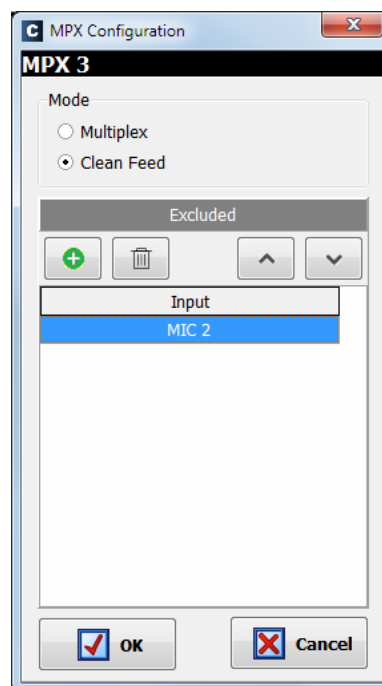 C MPX Configuration
MPX 3
Mode
Multiplex
Clean Feed
Excluded
Input
MIC 2
OK
Cancel